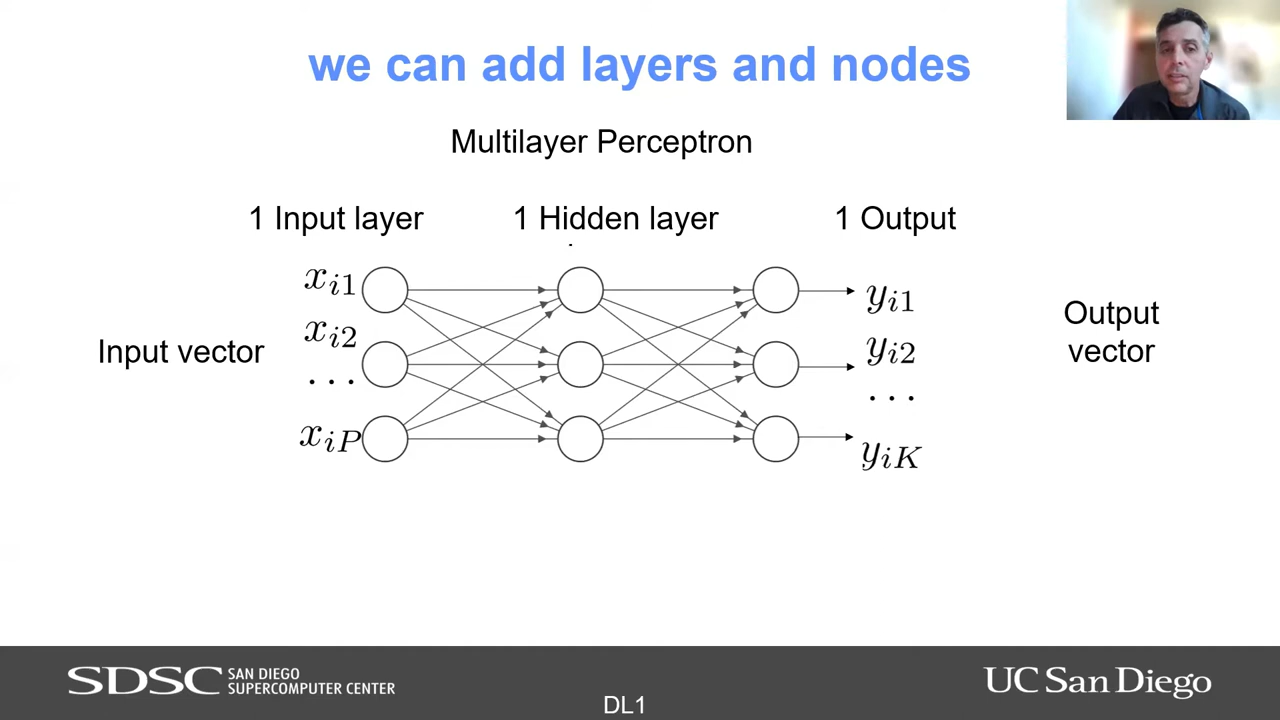 we can add layers and nodes
Multilayer Perceptron
1 Input layer
1 Hidden layer
1 Output
Input vector
x_{i1}
x_{i2}
...
x_{iP}
y_{i1}
y_{i2}
...
y_{iK}
Output
vector
SDSC SAN DIEGO
SUPERCOMPUTER CENTER
DL1
UC San Diego